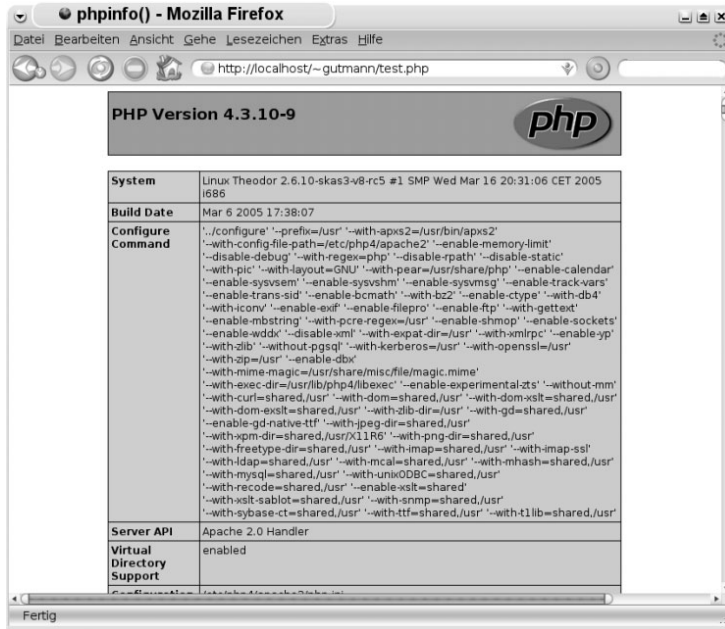 phpinfo() - Mozilla Firefox
Datei Bearbeiten Ansicht Gehe Lesezeichen Extras Hilfe
http://localhost/~gutmann/test.php
PHP Version 4.3.10-9
php
System Linux Theodor 2.6.10-skas3-v8-rc5 #1 SMP Wed Mar 16 20:31:06 CET 2005
i686
Build Date Mar 6 2005 17:38:07
Configure '../configure' '--prefix=/usr' '--with-apxs2=/usr/bin/apxs2'
Command '--with-config-file-path=/etc/php4/apache2' '--enable-memory-limit'
'--disable-debug' '--with-regex=php' '--disable-rpath' '--disable-static'
'--with-pic' '--with-layout=GNU' '--with-pear=/usr/share/php' '--enable-calendar'
'--enable-sysvsem' '--enable-sysvshm' '--enable-sysvmsg' '--enable-track-vars'
'--enable-trans-sid' '--enable-bcmath' '--with-bz2' '--enable-ctype' '--with-db4'
'--with-iconv' '--enable-exif' '--enable-filepro' '--enable-ftp' '--with-gettext'
'--enable-mbstring' '--with-pcre-regex=/usr' '--enable-shmop' '--enable-sockets'
'--enable-wddx' '--disable-xml' '--with-expat-dir=/usr' '--with-xmlrpc' '--enable-yp'
'--with-zlib' '--without-pgsql' '--with-kerberos=/usr' '--with-openssl=/usr'
'--with-zip=/usr' '--enable-dbx'
'--with-mime-magic=/usr/share/misc/file/magic.mime'
'--with-exec-dir=/usr/lib/php4/libexec' '--enable-experimental-zts' '--without-mm'
'--with-curl=shared,/usr' '--with-dom=shared,/usr' '--with-dom-xslt=shared,/usr'
'--with-dom-exslt=shared,/usr' '--with-zlib-dir=/usr' '--with-gd=shared,/usr'
'--enable-gd-native-ttf' '--with-jpeg-dir=shared,/usr'
'--with-xpm-dir=shared,/usr/X11R6' '--with-png-dir=shared,/usr'
'--with-freetype-dir=shared,/usr' '--with-imap=shared,/usr' '--with-imap-ssl'
'--with-ldap=shared,/usr' '--with-mcal=shared,/usr' '--with-mhash=shared,/usr'
'--with-mysql=shared,/usr' '--with-unixODBC=shared,/usr'
'--with-recode=shared,/usr' '--enable-xslt=shared'
'--with-xslt-sablot=shared,/usr' '--with-snmp=shared,/usr'
'--with-sybase-ct=shared,/usr' '--with-ttf=shared,/usr' '--with-t1lib=shared,/usr'
Server API Apache 2.0 Handler
Virtual enabled
Directory
Support
Configuration /etc/php4/apache2/php.ini
Fertig